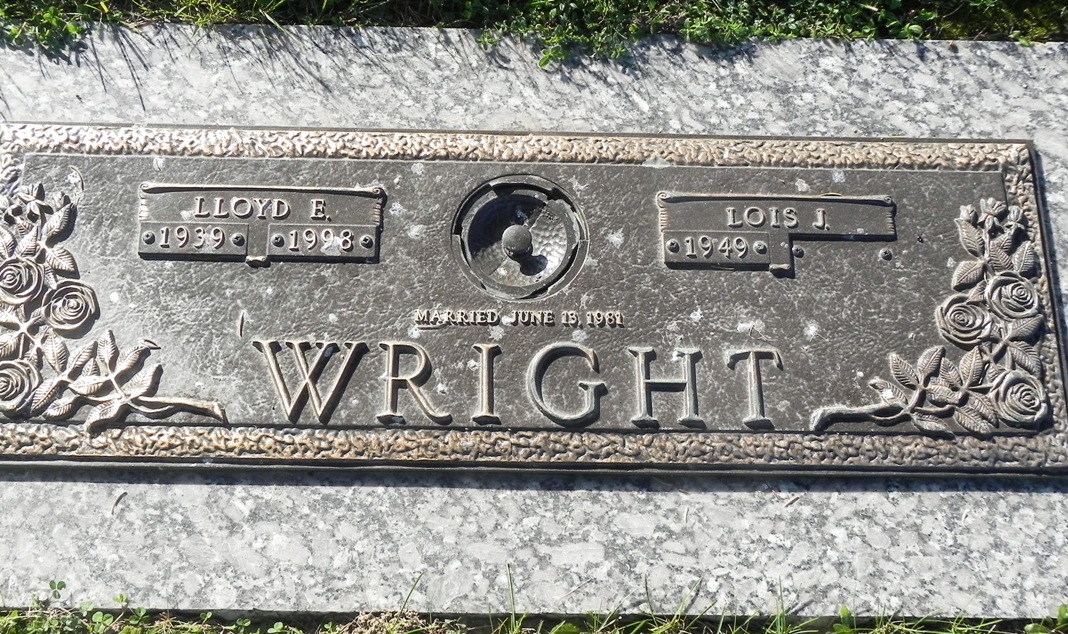 LLOYD E.
1939 1998
LOIS J.
1949
MARRIED JUNE 13, 1981
WRIGHT